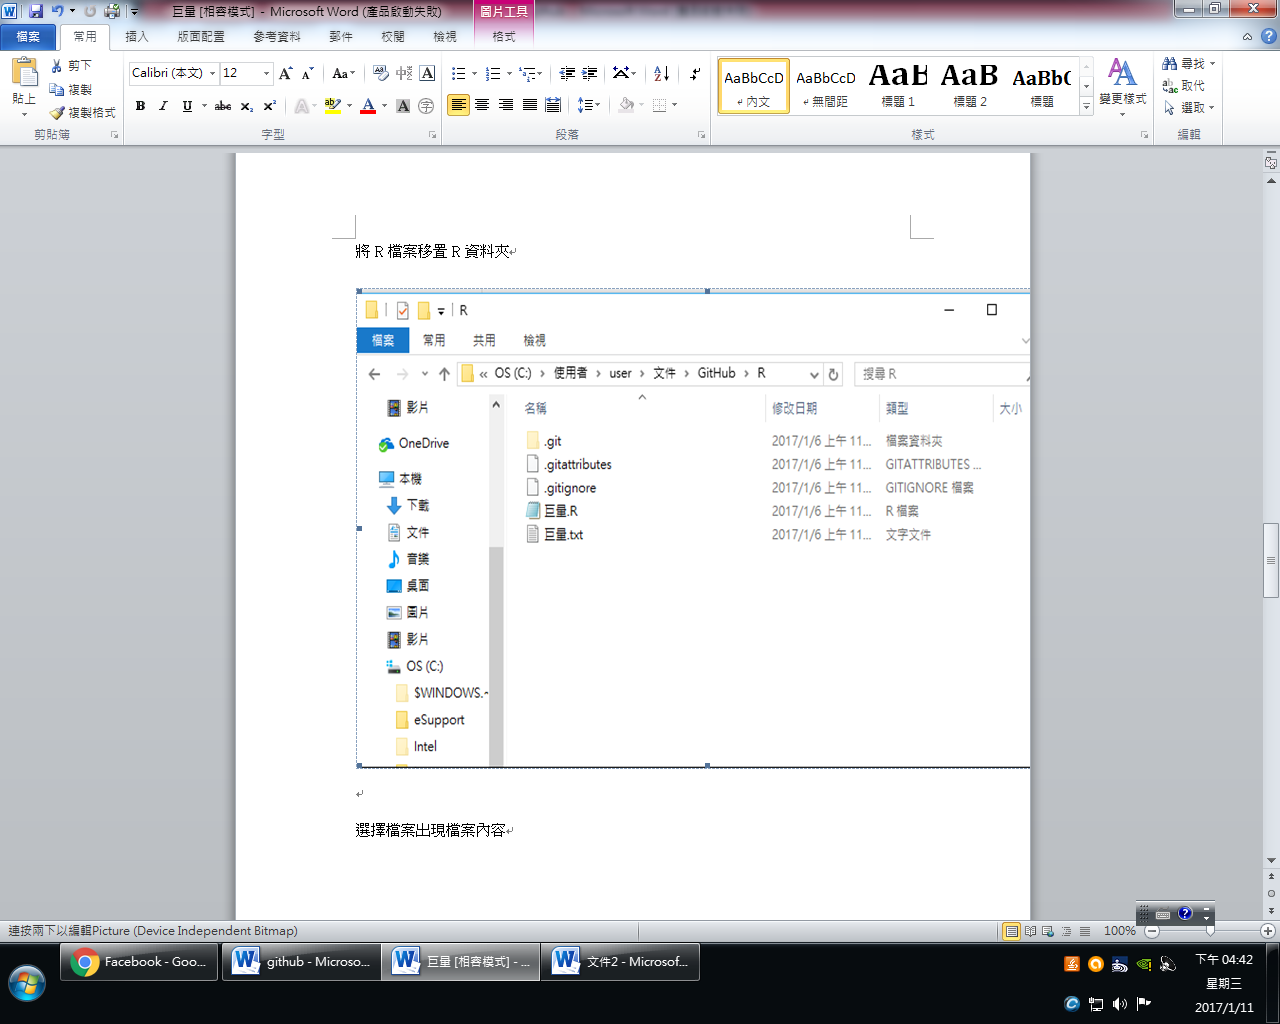 巨量 [相容模式] - Microsoft Word (產品啟動失敗)
圖片工具
檔案 常用 插入 版面配置 參考資料 郵件 校閱 檢視 格式
貼上 剪下 複製 複製格式 剪貼簿
Calibri (本文) 12
字型
段落
AaBbCcD 內文
AaBbCcD 無間距
標題 1
AaB 標題 2
標題
樣式
變更樣式
尋找 取代 選取 編輯
將 R 檔案移置 R 資料夾
R
檔案 常用 共用 檢視
« OS (C:) › 使用者 › user › 文件 › GitHub › R
搜尋 R
名稱 修改日期 類型 大小
影片
OneDrive
本機
下載
文件
音樂
桌面
圖片
影片
OS (C:)
$WINDOWS.~
eSupport
Intel
.git 2017/1/6 上午 11... 檔案資料夾
.gitattributes 2017/1/6 上午 11... GITATTRIBUTES ...
.gitignore 2017/1/6 上午 11... GITIGNORE 檔案
巨量.R 2017/1/6 上午 11... R 檔案
巨量.txt 2017/1/6 上午 11... 文字文件
選擇檔案出現檔案內容
連按兩下以編輯Picture (Device Independent Bitmap)
100%
Facebook - Goo...
github - Microso...
巨量 [相容模式] - ...
文件2 - Microsof...
下午 04:42
星期三
2017/1/11